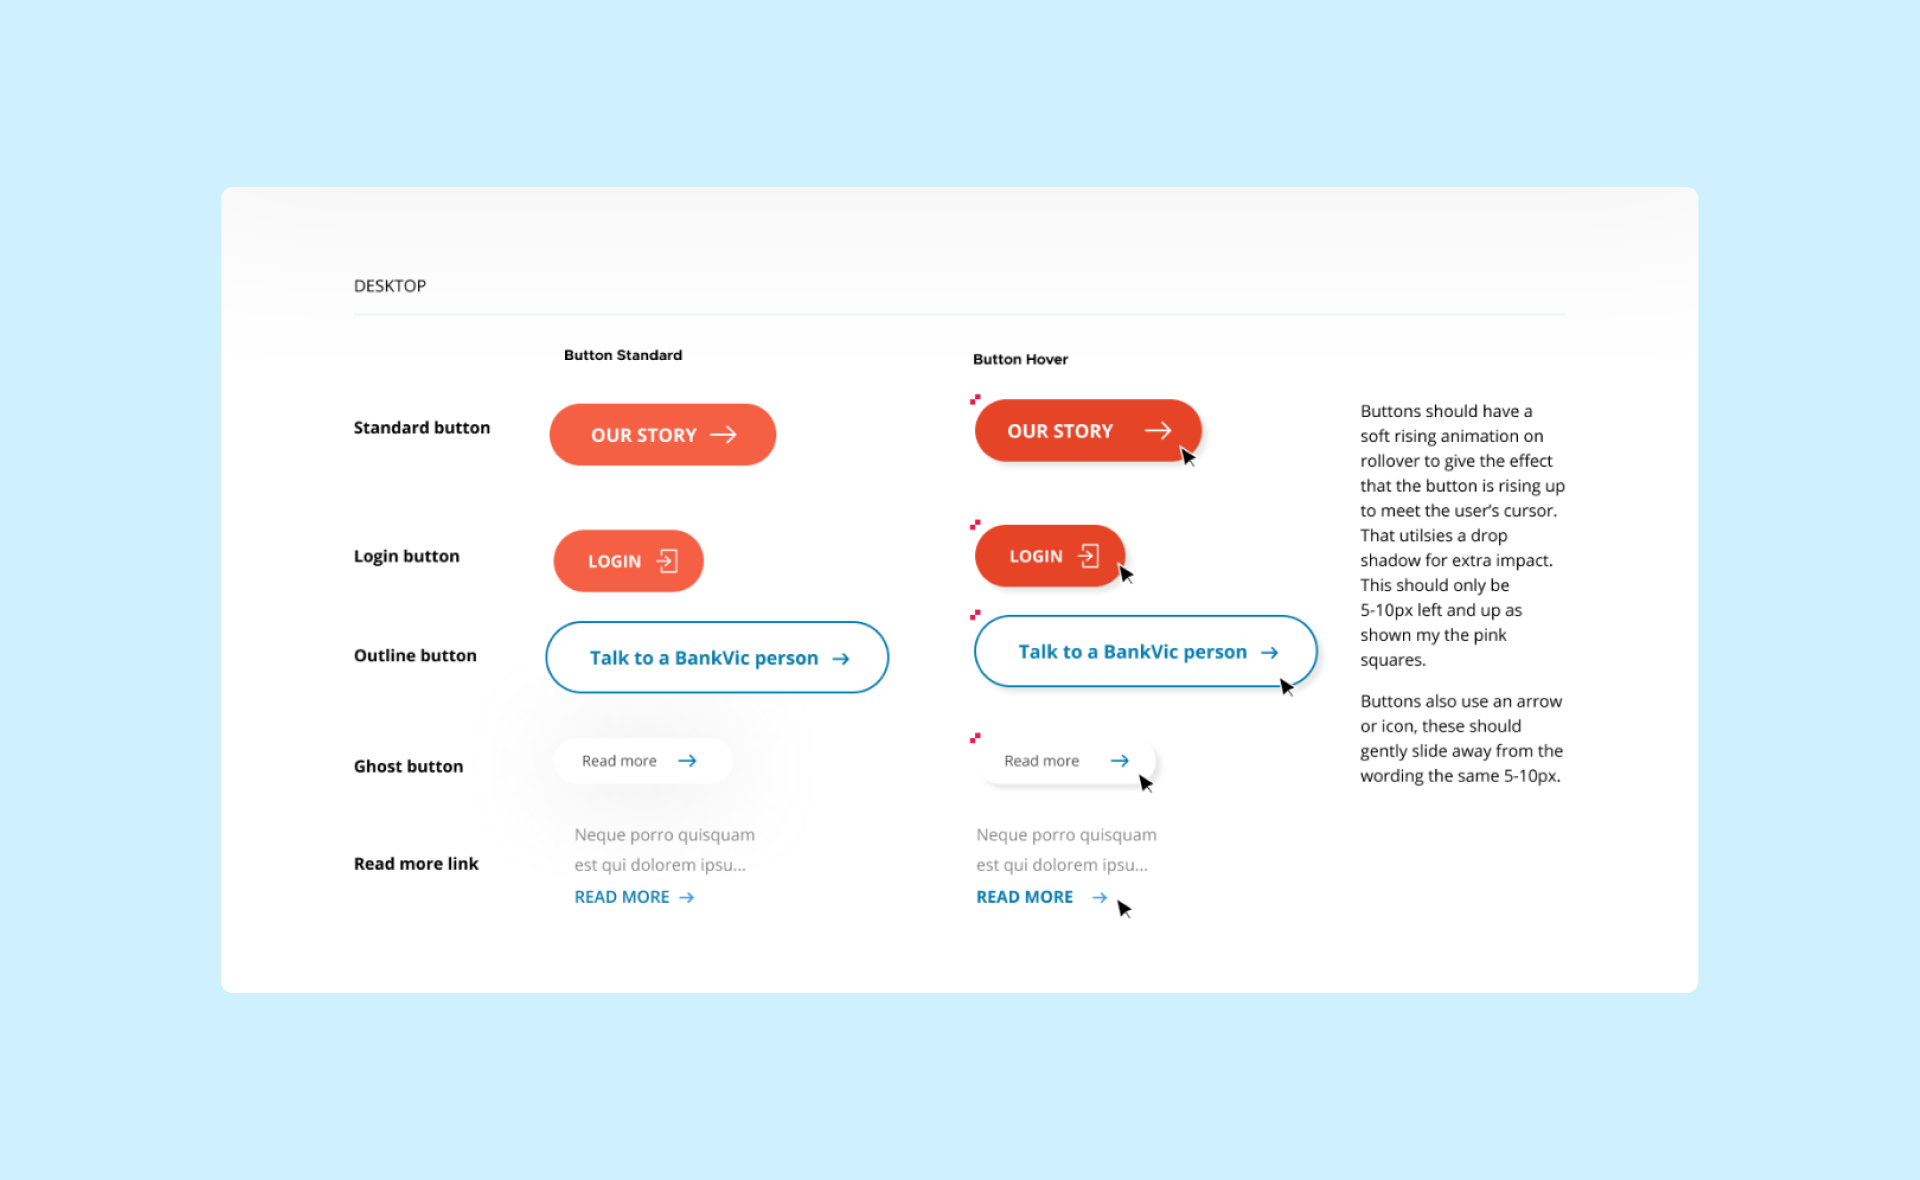 DESKTOP
Button Standard
Button Hover
Standard button
OUR STORY
OUR STORY
Login button
LOGIN
LOGIN
Outline button
Talk to a BankVic person
Talk to a BankVic person
Ghost button
Read more
Read more
Read more link
Neque porro quisquam
est qui dolorem ipsu...
READ MORE
Neque porro quisquam
est qui dolorem ipsu...
READ MORE
Buttons should have a
soft rising animation on
rollover to give the effect
that the button is rising up
to meet the user's cursor.
That utilsies a drop
shadow for extra impact.
This should only be
5-10px left and up as
shown my the pink
squares.
Buttons also use an arrow
or icon, these should
gently slide away from the
wording the same 5-10px.